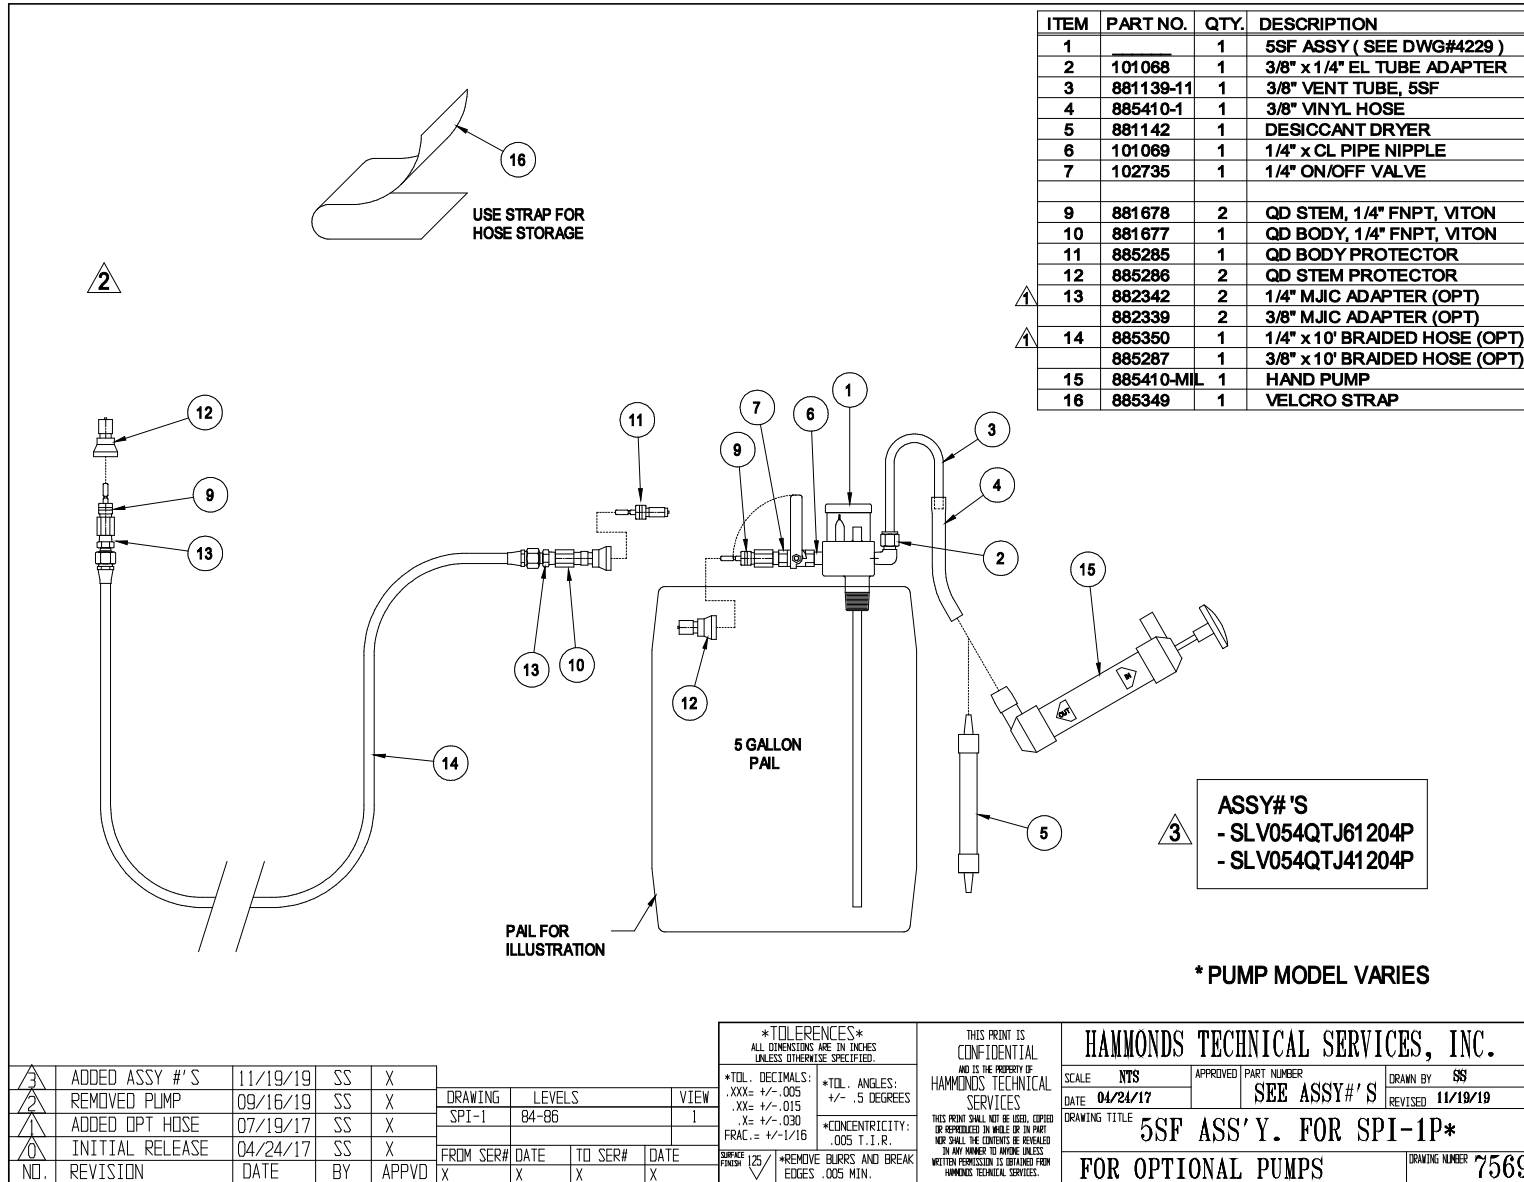 ITEM PART NO. QTY. DESCRIPTION
1 ______ 1 5SF ASSY ( SEE DWG#4229 )
2 101068 1 3/8" x 1/4" EL TUBE ADAPTER
3 881139-11 1 3/8" VENT TUBE, 5SF
4 885410-1 1 3/8" VINYL HOSE
5 881142 1 DESICCANT DRYER
6 101069 1 1/4" x CL PIPE NIPPLE
7 102735 1 1/4" ON/OFF VALVE
9 881678 2 QD STEM, 1/4" FNPT, VITON
10 881677 1 QD BODY, 1/4" FNPT, VITON
11 885285 1 QD BODY PROTECTOR
12 885286 2 QD STEM PROTECTOR
1 13 882342 2 1/4" MJIC ADAPTER (OPT)
882339 2 3/8" MJIC ADAPTER (OPT)
1 14 885350 1 1/4" x 10' BRAIDED HOSE (OPT)
885287 1 3/8" x 10' BRAIDED HOSE (OPT)
15 885410-MIL 1 HAND PUMP
16 885349 1 VELCRO STRAP
16
USE STRAP FOR
HOSE STORAGE
2
12
9
13
14
11
13
10
7
6
1
9
12
3
4
2
15
5
5 GALLON
PAIL
IN
OUT
PAIL FOR
ILLUSTRATION
3
ASSY# 'S
- SLV054QTJ61204P
- SLV054QTJ41204P
* PUMP MODEL VARIES
3 ADDED ASSY #'S 11/19/19 SS X
2 REMOVED PUMP 09/16/19 SS X
1 ADDED OPT HOSE 07/19/17 SS X
0 INITIAL RELEASE 04/24/17 SS X
NO. REVISION DATE BY APPVD
DRAWING LEVELS VIEW
SPI-1 84-86 1
FROM SER# DATE TO SER# DATE
X X X X
*TOLERENCES*
ALL DIMENSIONS ARE IN INCHES
UNLESS OTHERWISE SPECIFIED.
*TOL. DECIMALS:
.XXX= +/-.005
.XX= +/-.015
.X= +/-.030
FRAC.= +/-1/16
*TOL. ANGLES:
+/- .5 DEGREES
*CONCENTRICITY:
.005 T.I.R.
SURFACE
FINISH 125
*REMOVE BURRS AND BREAK
EDGES .005 MIN.
THIS PRINT IS
CONFIDENTIAL
AND IS THE PROPERTY OF
HAMMONDS TECHNICAL
SERVICES
THIS PRINT SHALL NOT BE USED, COPIED
OR REPRODUCED IN WHOLE OR IN PART
NOR SHALL THE CONTENTS BE REVEALED
IN ANY MANNER TO ANYONE UNLESS
WRITTEN PERMISSION IS OBTAINED FROM
HAMMONDS TECHNICAL SERVICES.
HAMMONDS TECHNICAL SERVICES, INC.
SCALE NTS
APPROVED
PART NUMBER
SEE ASSY#'S
DRAWN BY SS
DATE 04/24/17
REVISED 11/19/19
DRAWING TITLE
5SF ASS'Y. FOR SPI-1P*
FOR OPTIONAL PUMPS
DRAWING NUMBER 7569